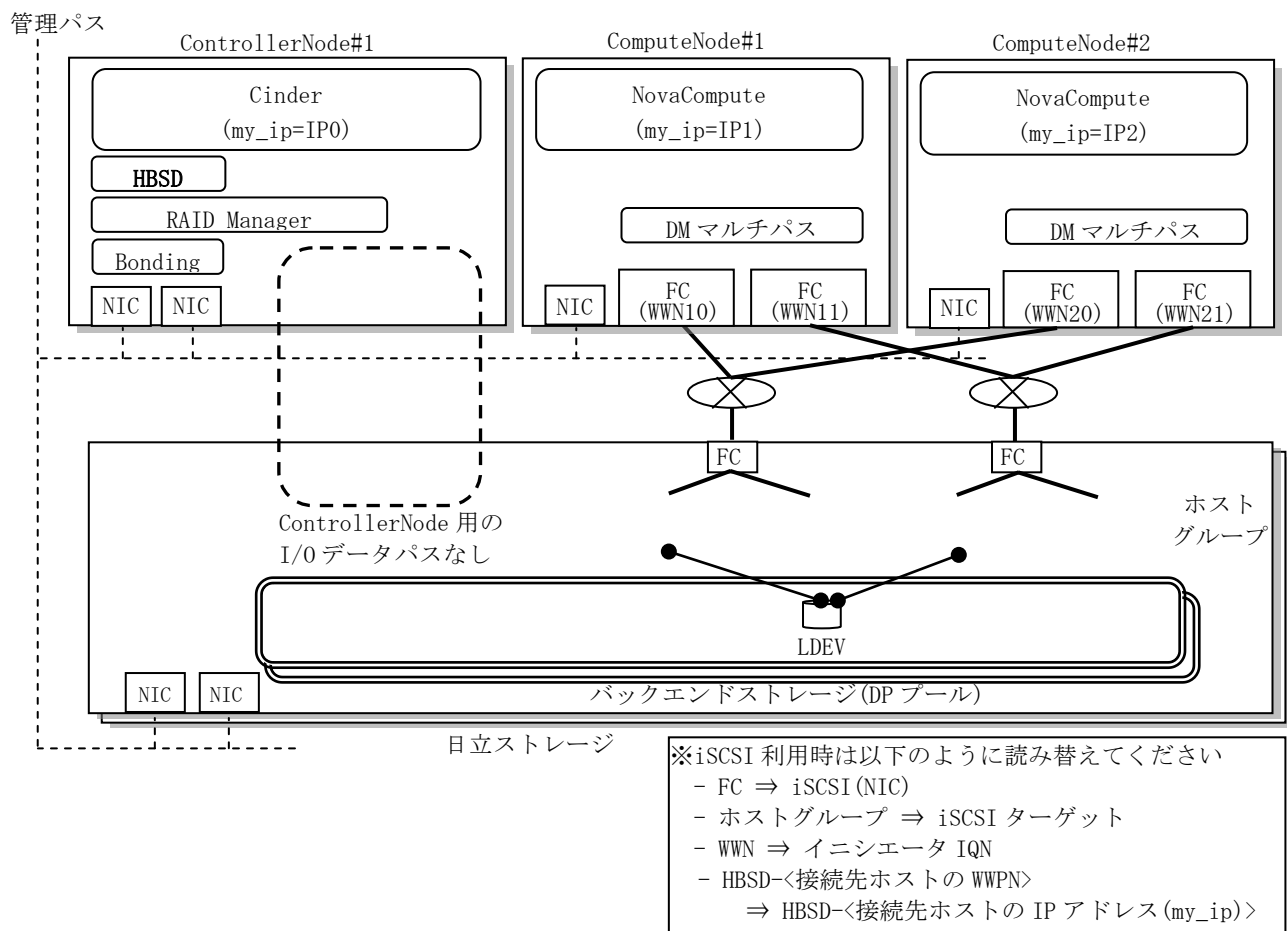 管理パス
ControllerNode#1
ComputeNode#1
ComputeNode#2
Cinder
(my_ip=IP0)
NovaCompute
(my_ip=IP1)
NovaCompute
(my_ip=IP2)
HBSD
RAID Manager
Bonding
DM マルチパス
DM マルチパス
NIC
NIC
NIC
FC
(WWN10)
FC
(WWN11)
NIC
FC
(WWN20)
FC
(WWN21)
FC
FC
ControllerNode 用の
I/O データパスなし
ホスト
グループ
LDEV
NIC
NIC
バックエンドストレージ(DP プール)
日立ストレージ
※iSCSI 利用時は以下のように読み替えてください
- FC ⇒ iSCSI(NIC)
- ホストグループ ⇒ iSCSI ターゲット
- WWN ⇒ イニシエータ IQN
- HBSD-<接続先ホストの WWPN>
⇒ HBSD-<接続先ホストの IP アドレス(my_ip)>